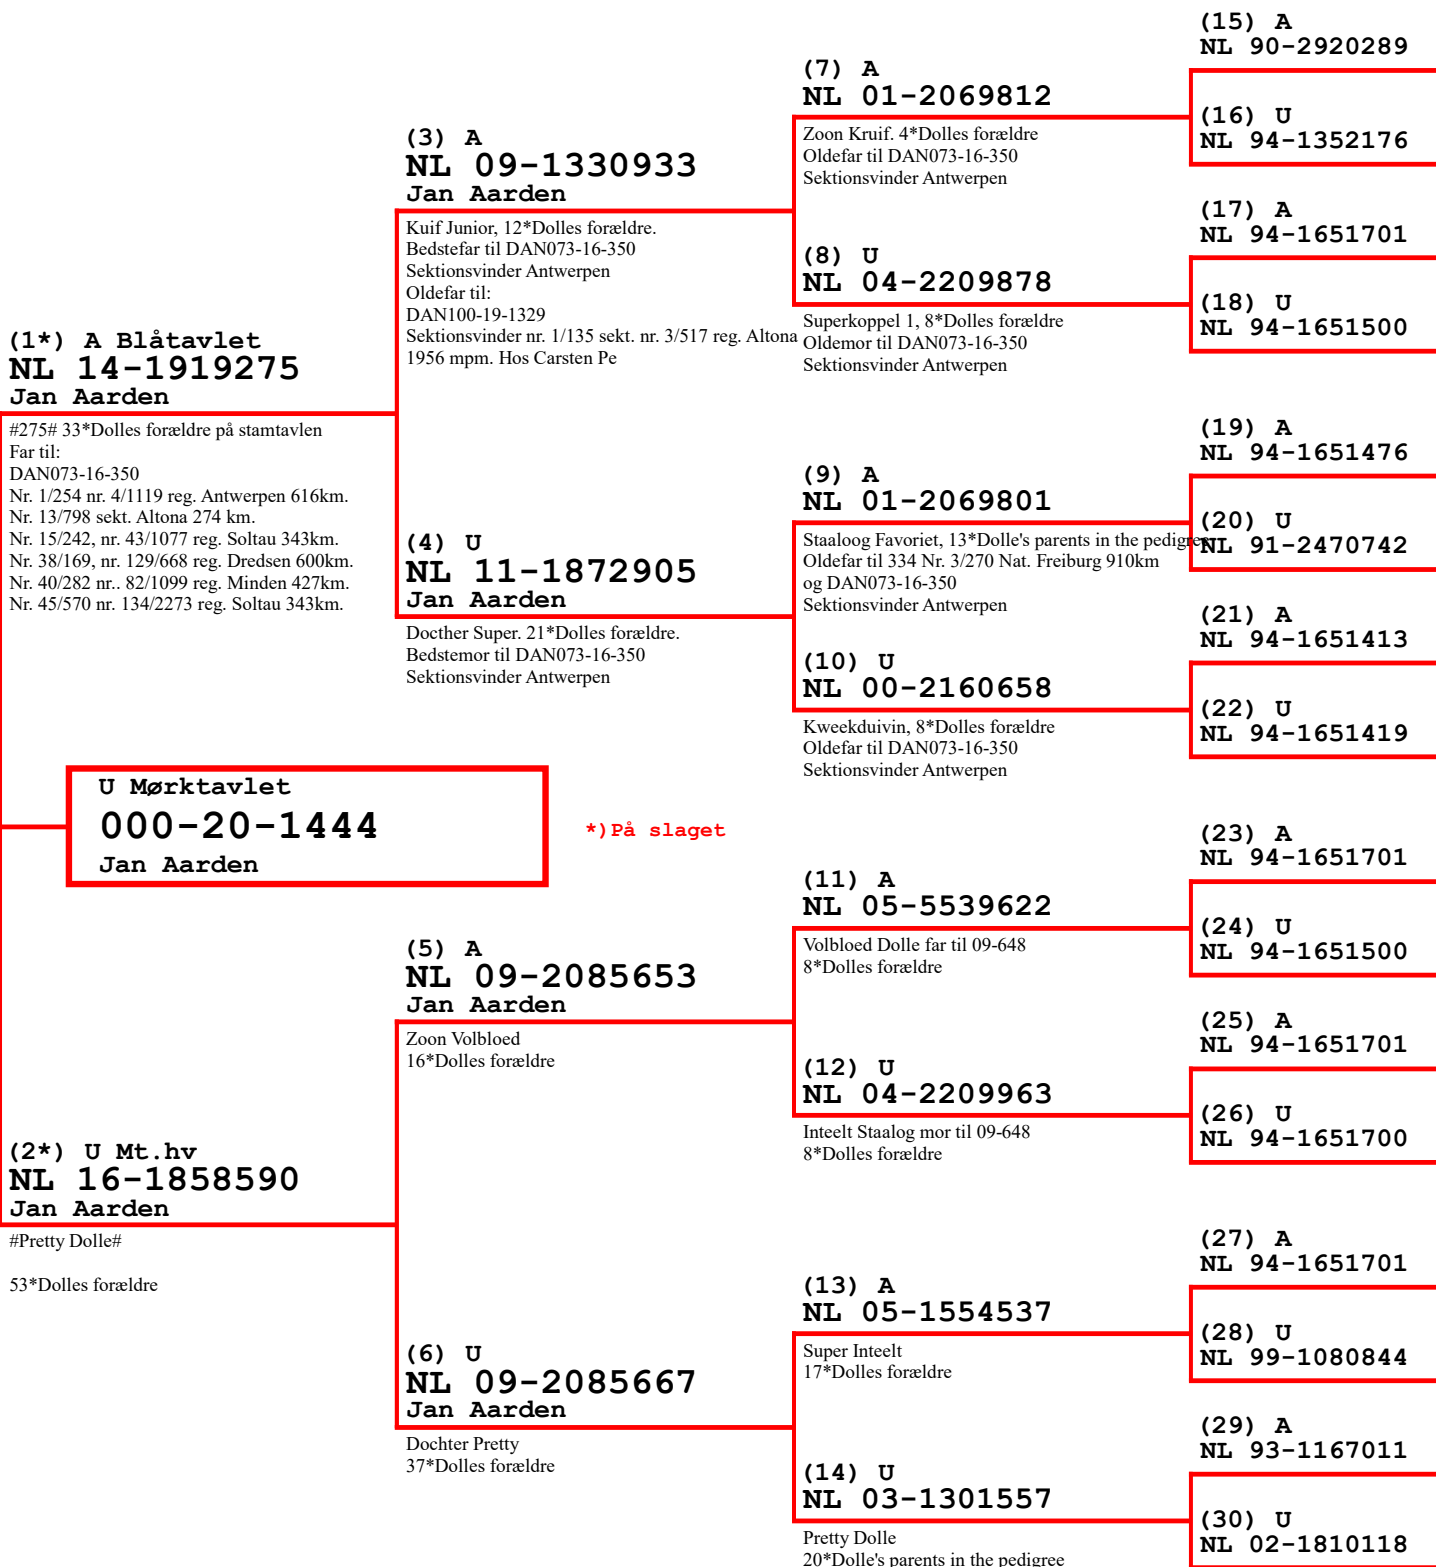 (1*) A Blåtavlet
NL 14-1919275
Jan Aarden
#275# 33*Dolles forældre på stamtavlen
Far til:
DAN073-16-350
Nr. 1/254 nr. 4/1119 reg. Antwerpen 616km.
Nr. 13/798 sekt. Altona 274 km.
Nr. 15/242, nr. 43/1077 reg. Soltau 343km.
Nr. 38/169, nr. 129/668 reg. Dredsen 600km.
Nr. 40/282 nr.. 82/1099 reg. Minden 427km.
Nr. 45/570 nr. 134/2273 reg. Soltau 343km.
U Mørktavlet
000-20-1444
Jan Aarden
*)På slaget
(2*) U Mt.hv
NL 16-1858590
Jan Aarden
#Pretty Dolle#
53*Dolles forældre
(3) A
NL 09-1330933
Jan Aarden
Kuif Junior, 12*Dolles forældre.
Bedstefar til DAN073-16-350
Sektionsvinder Antwerpen
Oldefar til:
DAN100-19-1329
Sektionsvinder nr. 1/135 sekt. nr. 3/517 reg. Altona
1956 mpm. Hos Carsten Pe
(4) U
NL 11-1872905
Jan Aarden
Docther Super. 21*Dolles forældre.
Bedstemor til DAN073-16-350
Sektionsvinder Antwerpen
(5) A
NL 09-2085653
Jan Aarden
Zoon Volbloed
16*Dolles forældre
(6) U
NL 09-2085667
Jan Aarden
Dochter Pretty
37*Dolles forældre
(7) A
NL 01-2069812
Zoon Kruif. 4*Dolles forældre
Oldefar til DAN073-16-350
Sektionsvinder Antwerpen
(8) U
NL 04-2209878
Superkoppel 1, 8*Dolles forældre
Oldemor til DAN073-16-350
Sektionsvinder Antwerpen
(9) A
NL 01-2069801
Staaloog Favoriet, 13*Dolle's parents in the pedigree
Oldefar til 334 Nr. 3/270 Nat. Freiburg 910km
og DAN073-16-350
Sektionsvinder Antwerpen
(10) U
NL 00-2160658
Kweekduivin, 8*Dolles forældre
Oldefar til DAN073-16-350
Sektionsvinder Antwerpen
(11) A
NL 05-5539622
Volbloed Dolle far til 09-648
8*Dolles forældre
(12) U
NL 04-2209963
Inteelt Staalog mor til 09-648
8*Dolles forældre
(13) A
NL 05-1554537
Super Inteelt
17*Dolles forældre
(14) U
NL 03-1301557
Pretty Dolle
20*Dolle's parents in the pedigree
(15) A
NL 90-2920289
(16) U
NL 94-1352176
(17) A
NL 94-1651701
(18) U
NL 94-1651500
(19) A
NL 94-1651476
(20) U
NL 91-2470742
(21) A
NL 94-1651413
(22) U
NL 94-1651419
(23) A
NL 94-1651701
(24) U
NL 94-1651500
(25) A
NL 94-1651701
(26) U
NL 94-1651700
(27) A
NL 94-1651701
(28) U
NL 99-1080844
(29) A
NL 93-1167011
(30) U
NL 02-1810118